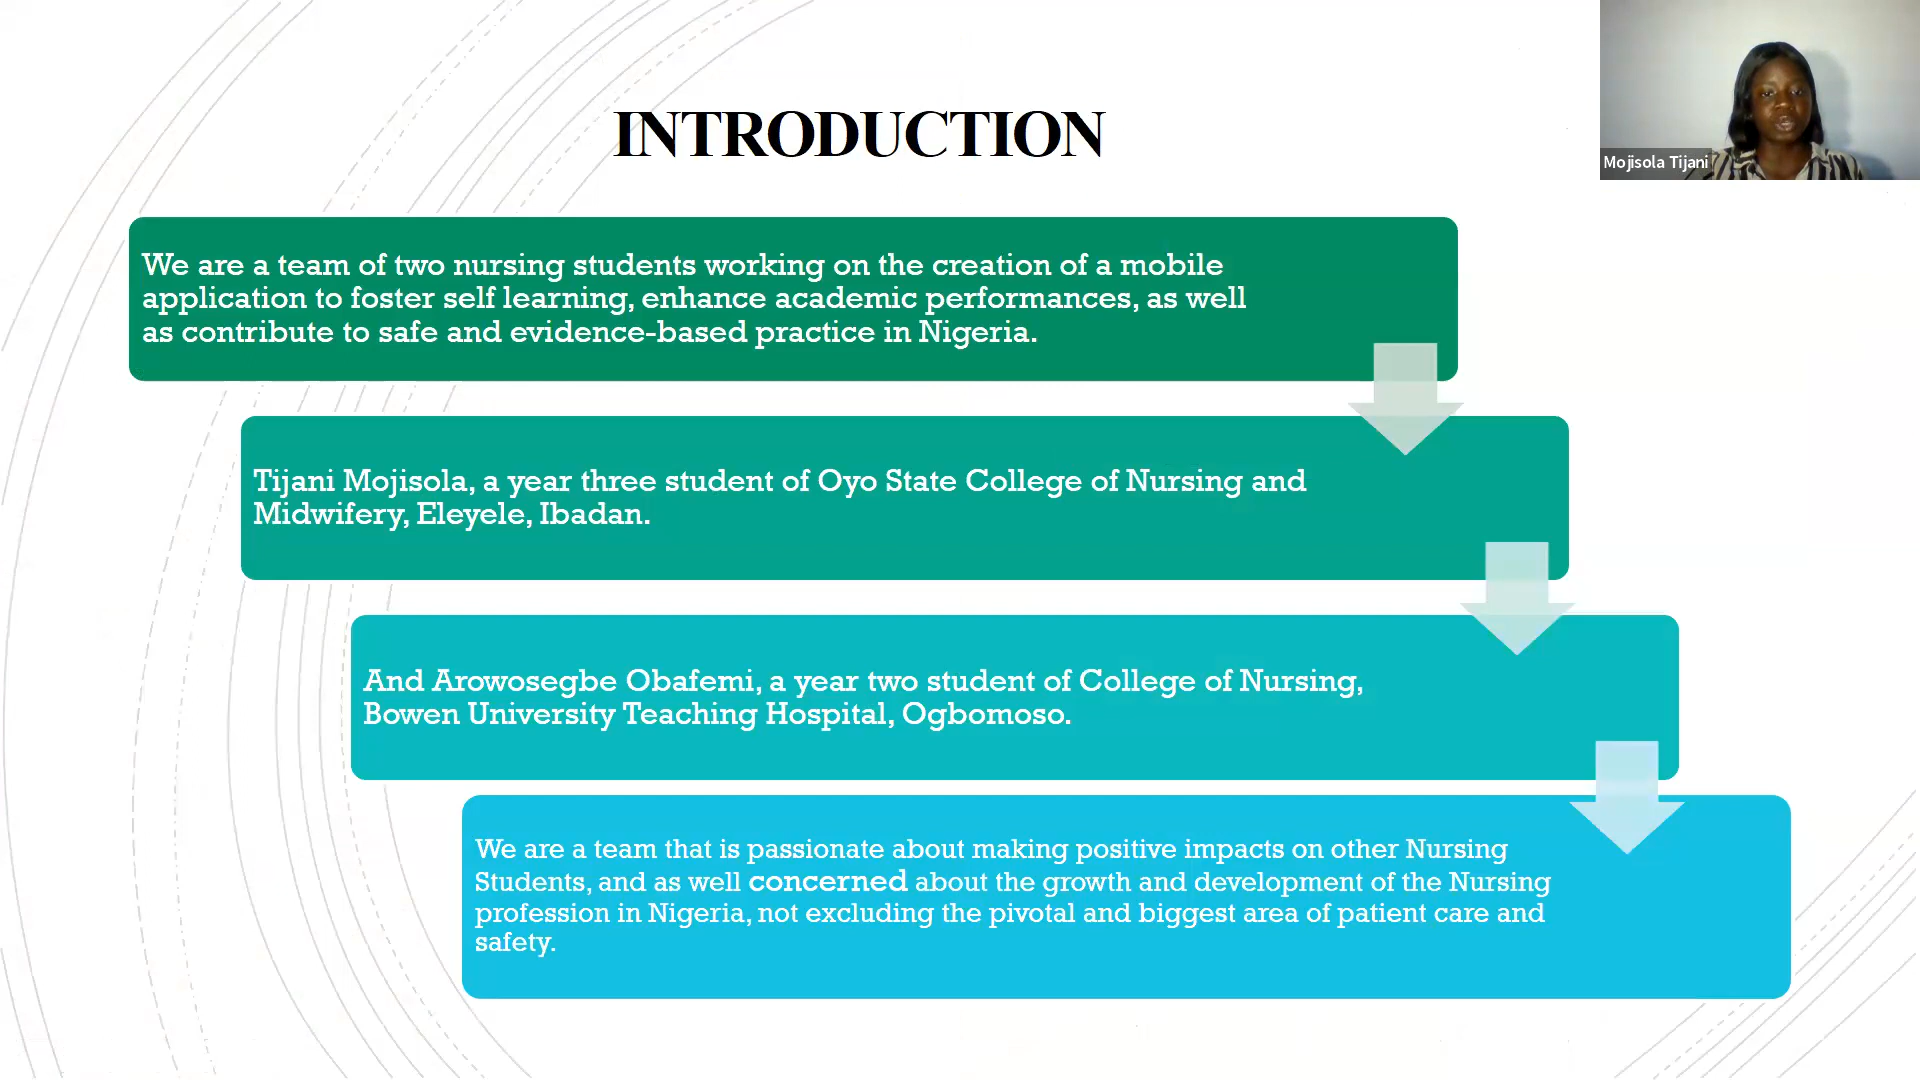 INTRODUCTION
Mojisola Tijani
We are a team of two nursing students working on the creation of a mobile
application to foster self learning, enhance academic performances, as well
as contribute to safe and evidence-based practice in Nigeria.
Tijani Mojisola, a year three student of Oyo State College of Nursing and
Midwifery, Eleyele, Ibadan.
And Arowosegbe Obafemi, a year two student of College of Nursing,
Bowen University Teaching Hospital, Ogbomoso.
We are a team that is passionate about making positive impacts on other Nursing
Students, and as well concerned about the growth and development of the Nursing
profession in Nigeria, not excluding the pivotal and biggest area of patient care and
safety.